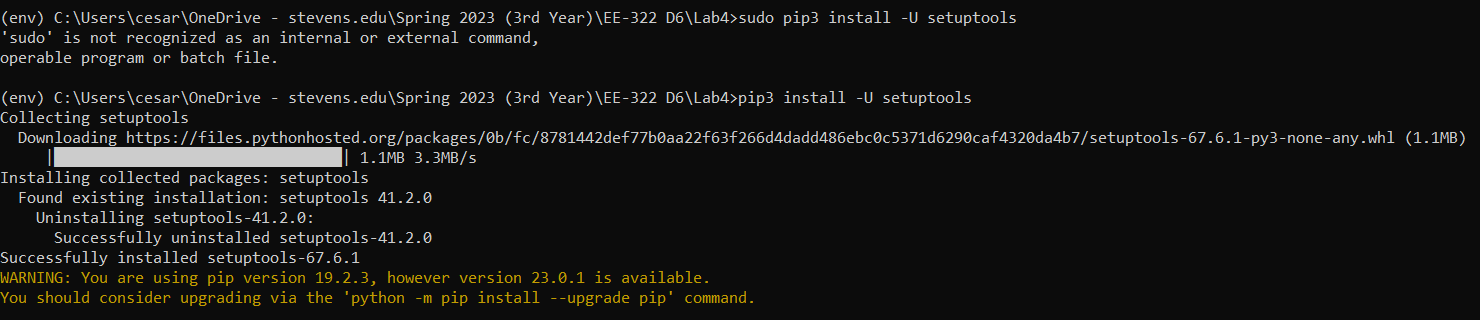 (env) C:\Users\cesar\OneDrive - stevens.edu\Spring 2023 (3rd Year)\EE-322 D6\Lab4>sudo pip3 install -U setuptools
'sudo' is not recognized as an internal or external command,
operable program or batch file.
(env) C:\Users\cesar\OneDrive - stevens.edu\Spring 2023 (3rd Year)\EE-322 D6\Lab4>pip3 install -U setuptools
Collecting setuptools
  Downloading https://files.pythonhosted.org/packages/0b/fc/8781442def77b0aa22f63f266d4dadd486ebc0c5371d6290caf4320da4b7/setuptools-67.6.1-py3-none-any.whl (1.1MB)
     |████████████████████████████████| 1.1MB 3.3MB/s
Installing collected packages: setuptools
  Found existing installation: setuptools 41.2.0
    Uninstalling setuptools-41.2.0:
      Successfully uninstalled setuptools-41.2.0
Successfully installed setuptools-67.6.1
WARNING: You are using pip version 19.2.3, however version 23.0.1 is available.
You should consider upgrading via the 'python -m pip install --upgrade pip' command.